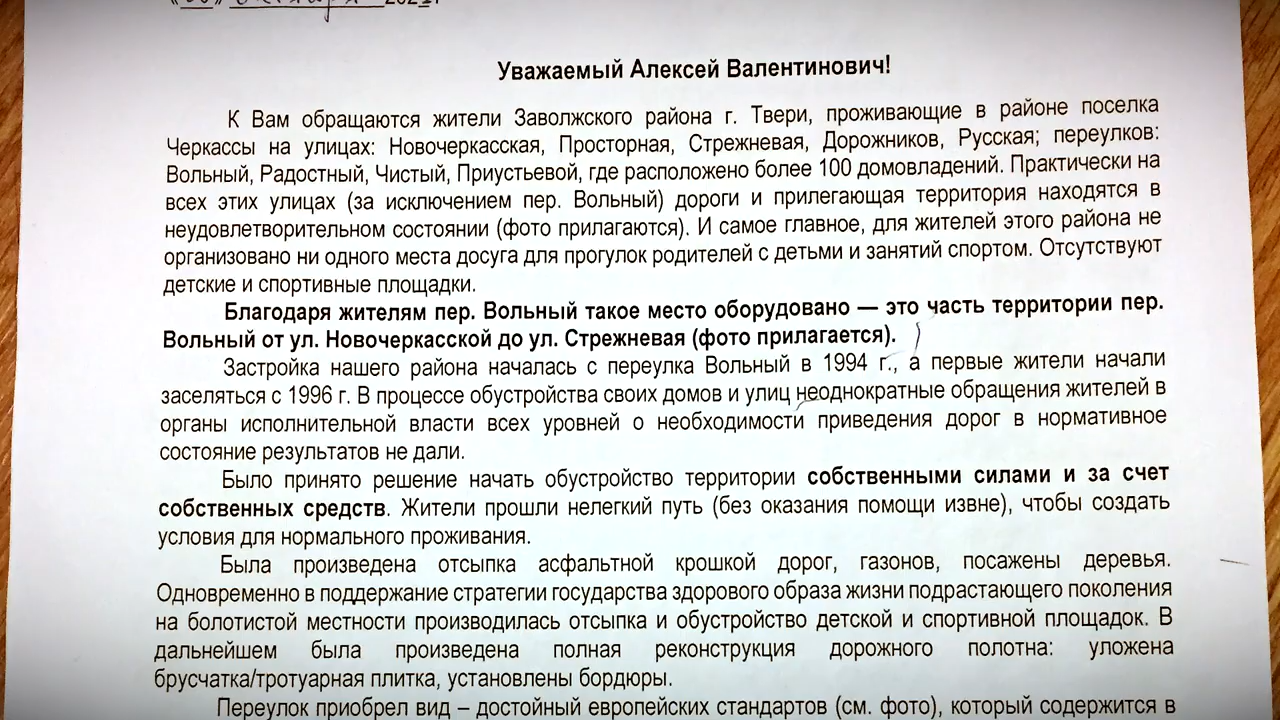 октября 2021г
Уважаемый Алексей Валентинович!
К Вам обращаются жители Заволжского района г. Твери, проживающие в районе поселка
Черкассы на улицах: Новочеркасская, Просторная, Стрежневая, Дорожников, Русская; переулков:
Вольный, Радостный, Чистый, Приустьевой, где расположено более 100 домовладений. Практически на
всех этих улицах (за исключением пер. Вольный) дороги и прилегающая территория находятся в
неудовлетворительном состоянии (фото прилагаются). И самое главное, для жителей этого района не
организовано ни одного места досуга для прогулок родителей с детьми и занятий спортом. Отсутствуют
детские и спортивные площадки.
Благодаря жителям пер. Вольный такое место оборудовано — это часть территории пер.
Вольный от ул. Новочеркасской до ул. Стрежневая (фото прилагается).
Застройка нашего района началась с переулка Вольный в 1994 г., а первые жители начали
заселяться с 1996 г. В процессе обустройства своих домов и улиц неоднократные обращения жителей в
органы исполнительной власти всех уровней о необходимости приведения дорог в нормативное
состояние результатов не дали.
Было принято решение начать обустройство территории собственными силами и за счет
собственных средств. Жители прошли нелегкий путь (без оказания помощи извне), чтобы создать
условия для нормального проживания.
Была произведена отсыпка асфальтной крошкой дорог, газонов, посажены деревья.
Одновременно в поддержание стратегии государства здорового образа жизни подрастающего поколения
на болотистой местности производилась отсыпка и обустройство детской и спортивной площадок. В
дальнейшем была произведена полная реконструкция дорожного полотна: уложена
брусчатка/тротуарная плитка, установлены бордюры.
Переулок приобрел вид – достойный европейских стандартов (см. фото), который содержится в